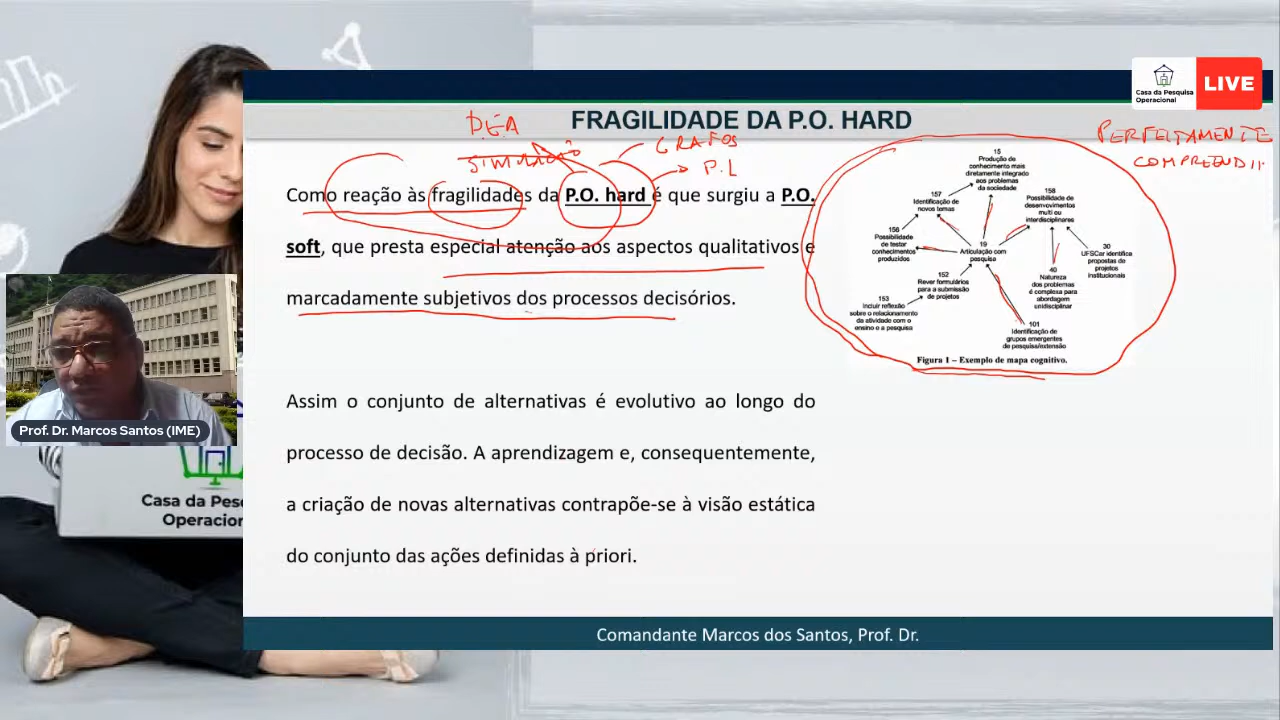 LIVE
Casa da Pesquisa
Operacional
FRAGILIDADE DA P.O. HARD
DEA
SIMULAÇÃO
GRAFOS
P.L
PERFEITAMENTE
Como reação às fragilidades da P.O. hard é que surgiu a P.O.
soft, que presta especial atenção aos aspectos qualitativos e
marcadamente subjetivos dos processos decisórios.
15
Produção de
conhecimento mais
diretamente integrado
aos problemas
da sociedade
157
Identificação de
novos temas
158
Possibilidade de
desenvolvimentos
multi ou
interdisciplinares
156
Possibilidade
de testar
conhecimentos
produzidos
19
Articulação com
pesquisa
30
UFSCar identifica
propostas de
projetos
institucionais
152
Rever formulários
para a submissão
de projetos
40
Natureza
dos problemas
é complexa para
abordagem
unidisciplinar
153
Incluir reflexão
sobre o relacionamento
da atividade com o
ensino e a pesquisa
101
Identificação de
grupos emergentes
de pesquisa/extensão
Figura 1 – Exemplo de mapa cognitivo.
Assim o conjunto de alternativas é evolutivo ao longo do
processo de decisão. A aprendizagem e, consequentemente,
a criação de novas alternativas contrapõe-se à visão estática
do conjunto das ações definidas à priori.
Prof. Dr. Marcos Santos (IME)
Casa da Pes
Operacior
Comandante Marcos dos Santos, Prof. Dr.